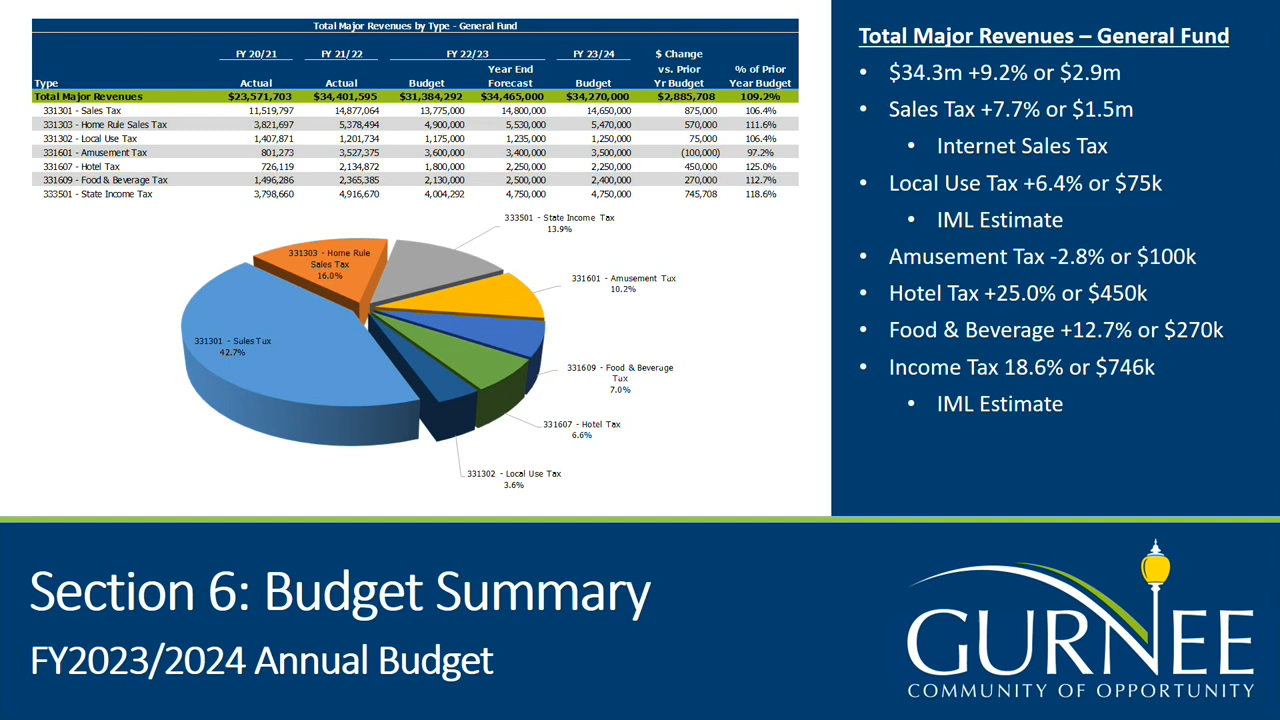 Total Major Revenues by Type - General Fund
FY 20/21 FY 21/22 FY 22/23 FY 23/24 $ Change
Year End vs. Prior % of Prior
Type Actual Actual Budget Forecast Budget Yr Budget Year Budget
Total Major Revenues $23,571,703 $34,401,595 $31,384,292 $34,465,000 $34,270,000 $2,885,708 109.2%
331301 - Sales Tax 11,519,797 14,877,064 13,775,000 14,800,000 14,650,000 875,000 106.4%
331303 - Home Rule Sales Tax 3,821,697 5,378,494 4,900,000 5,530,000 5,470,000 570,000 111.6%
331302 - Local Use Tax 1,407,871 1,201,734 1,175,000 1,235,000 1,250,000 75,000 106.4%
331601 - Amusement Tax 801,273 3,527,375 3,600,000 3,400,000 3,500,000 (100,000) 97.2%
331607 - Hotel Tax 726,119 2,134,872 1,800,000 2,250,000 2,250,000 450,000 125.0%
331609 - Food & Beverage Tax 1,496,286 2,365,385 2,130,000 2,500,000 2,400,000 270,000 112.7%
333501 - State Income Tax 3,798,660 4,916,670 4,004,292 4,750,000 4,750,000 745,708 118.6%
333501 - State Income Tax
13.9%
331303 - Home Rule
Sales Tax
16.0%
331601 - Amusement Tax
10.2%
331301 - Sales Tax
42.7%
331609 - Food & Beverage
Tax
7.0%
331607 - Hotel Tax
6.6%
331302 - Local Use Tax
3.6%
Total Major Revenues – General Fund
• $34.3m +9.2% or $2.9m
• Sales Tax +7.7% or $1.5m
• Internet Sales Tax
• Local Use Tax +6.4% or $75k
• IML Estimate
• Amusement Tax -2.8% or $100k
• Hotel Tax +25.0% or $450k
• Food & Beverage +12.7% or $270k
• Income Tax 18.6% or $746k
• IML Estimate
Section 6: Budget Summary
FY2023/2024 Annual Budget
GURNEE
COMMUNITY OF OPPORTUNITY